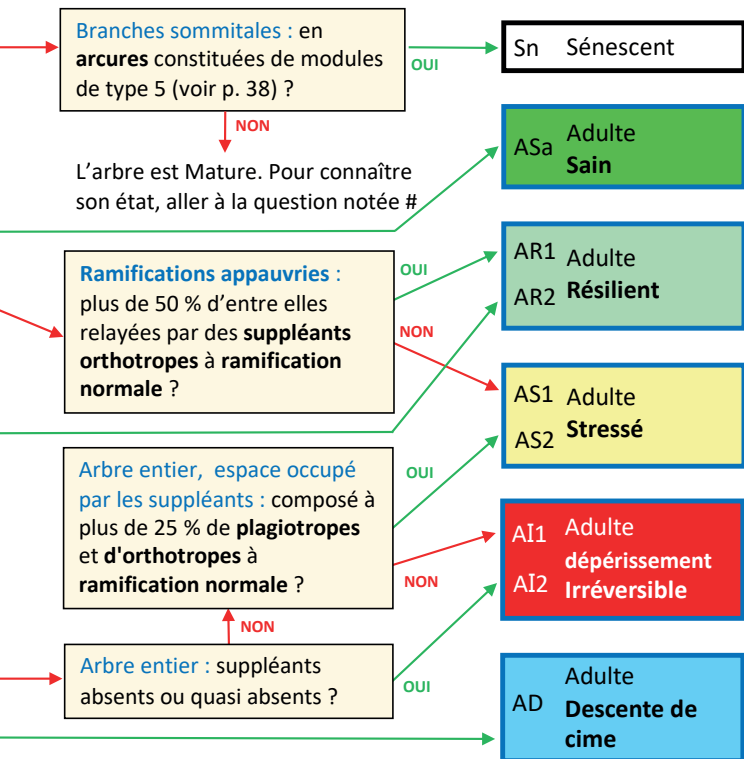 Branches sommitales : en
arcures constituées de modules
de type 5 (voir p. 38) ?
OUI
NON
Sn Sénescent
L'arbre est Mature. Pour connaître
son état, aller à la question notée #
ASa Adulte
Sain
Ramifications appauvries :
plus de 50 % d'entre elles
relayées par des suppléants
orthotropes à ramification
normale ?
OUI
NON
AR1 Adulte
AR2 Résilient
AS1 Adulte
AS2 Stressé
Arbre entier, espace occupé
par les suppléants : composé à
plus de 25 % de plagiotropes
et d'orthotropes à
ramification normale ?
OUI
NON
AÏ1 Adulte
dépérissement
AÏ2 Irréversible
NON
Arbre entier : suppléants
absents ou quasi absents ?
OUI
Adulte
AD Descente de
cime